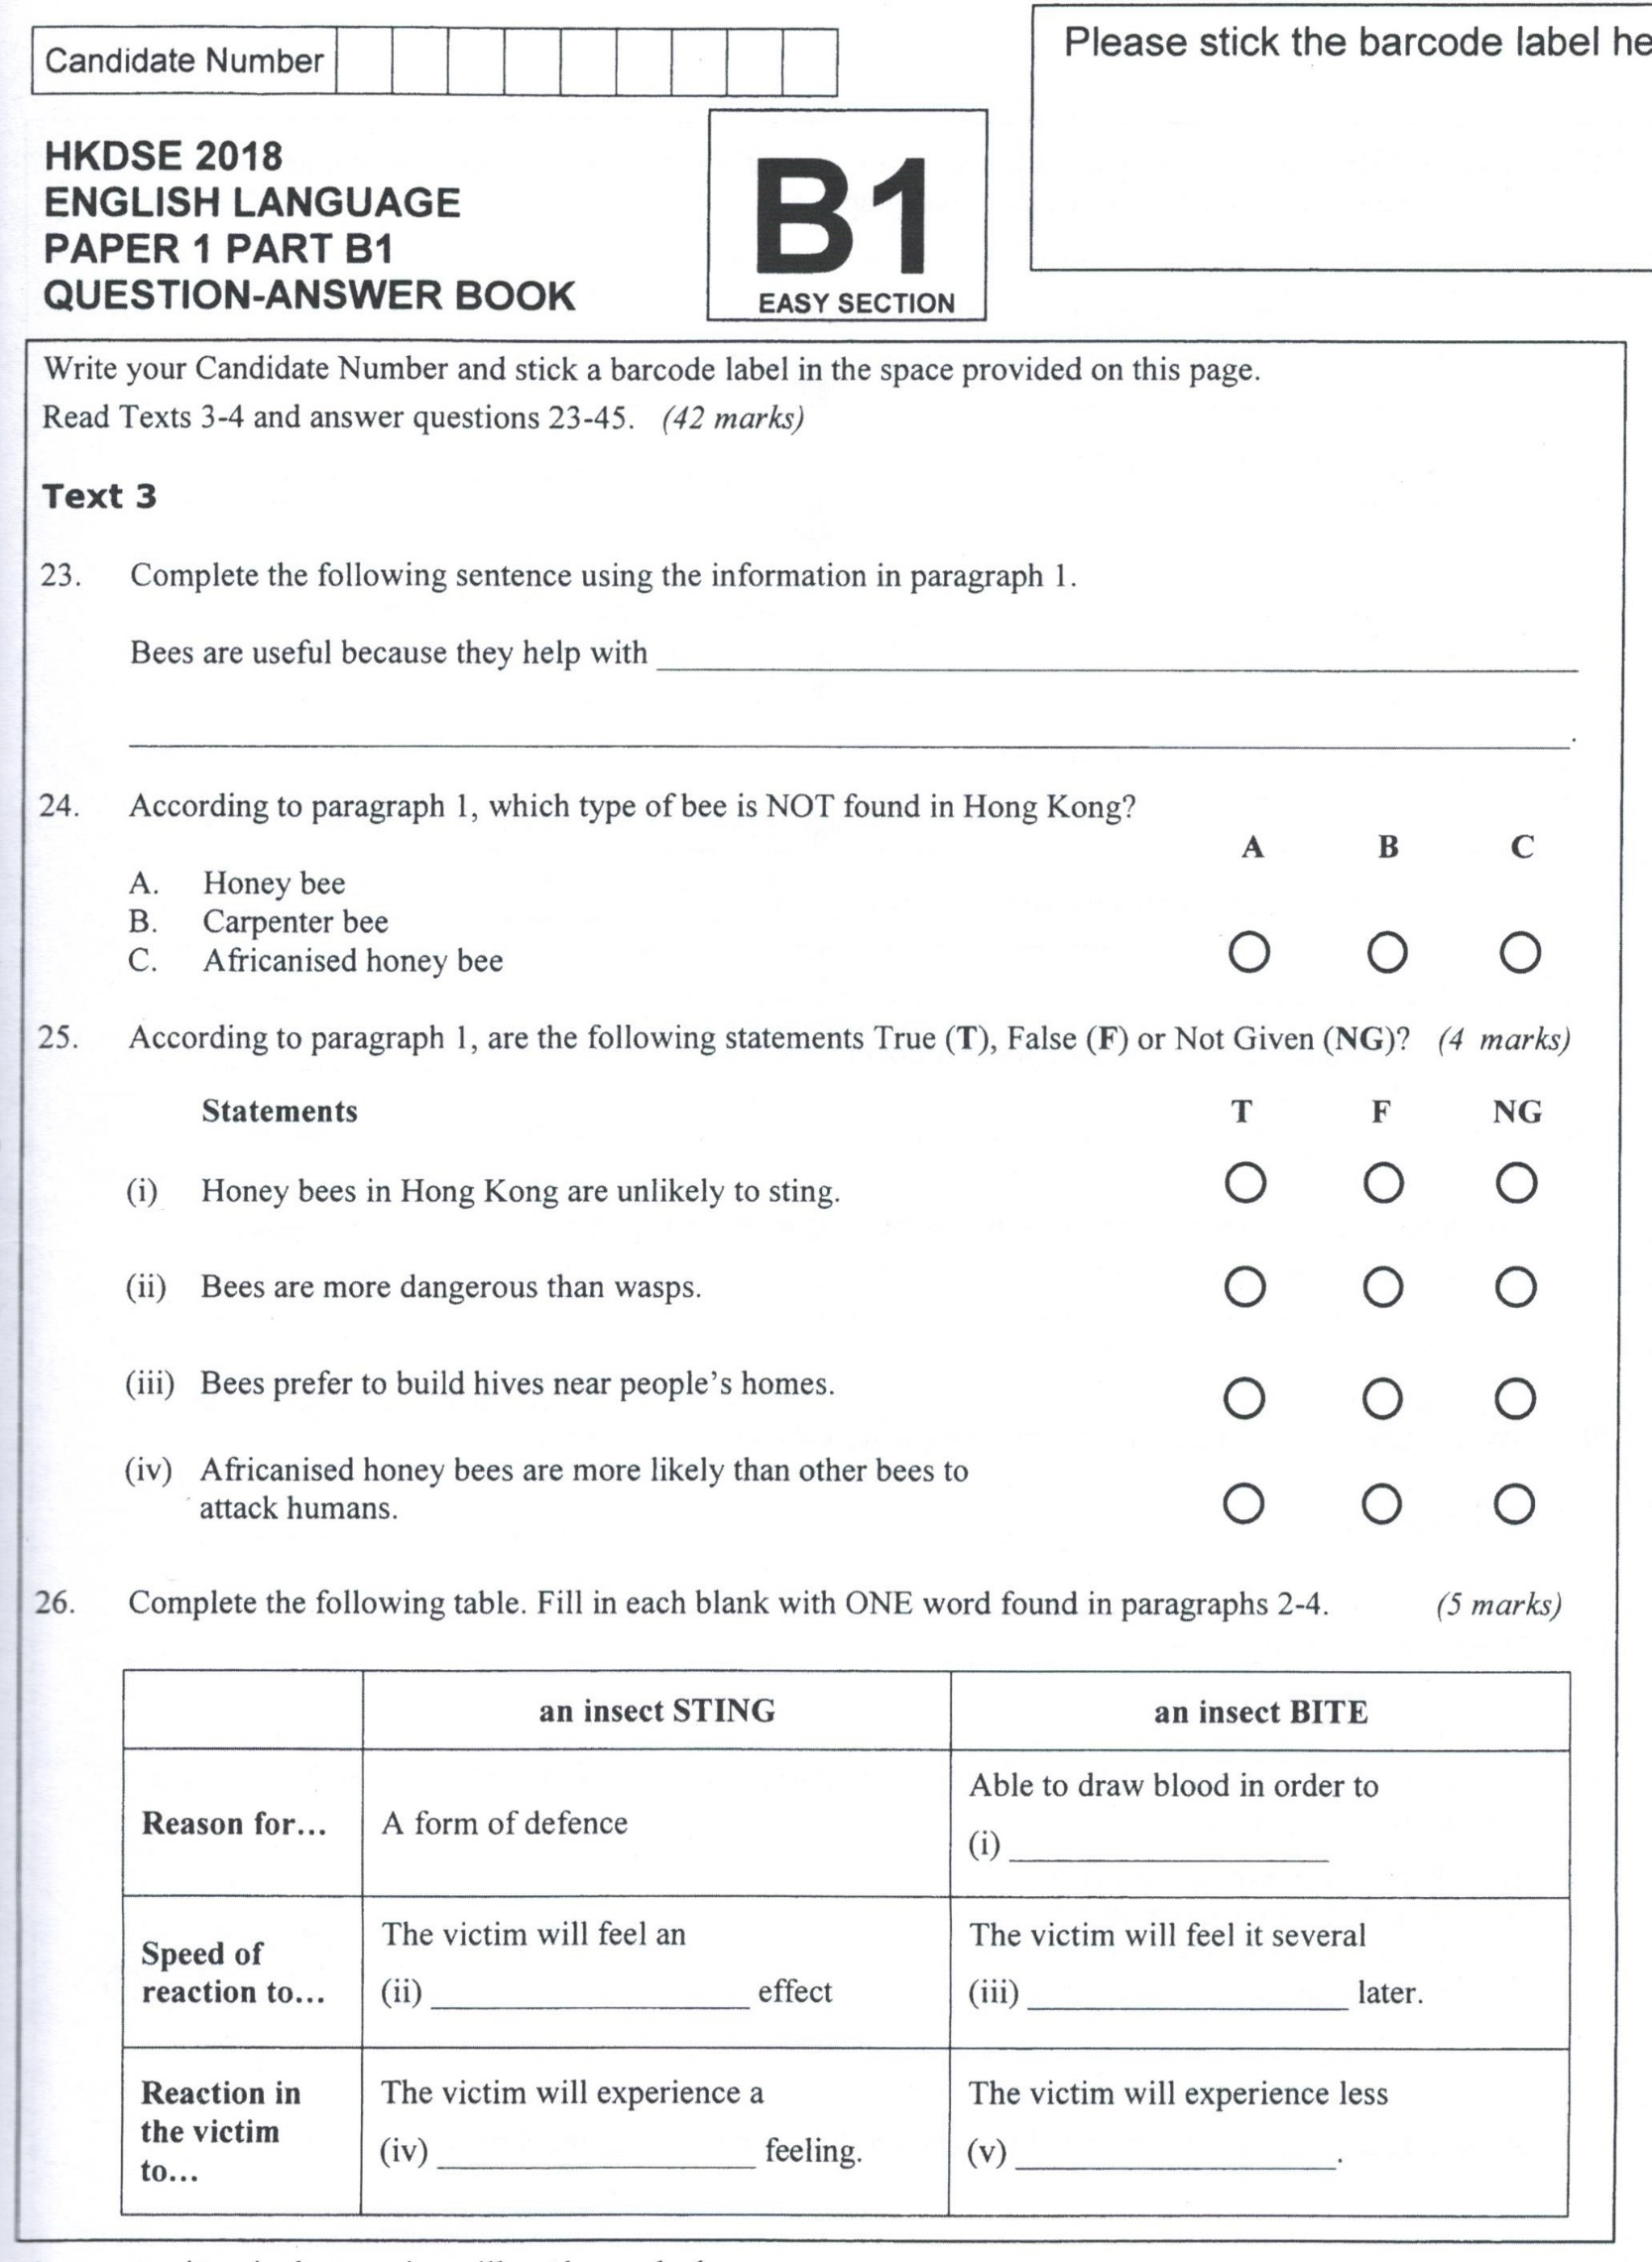 Candidate Number
Please stick the barcode label he
HKDSE 2018
ENGLISH LANGUAGE
PAPER 1 PART B1
QUESTION-ANSWER BOOK
B1
EASY SECTION
Write your Candidate Number and stick a barcode label in the space provided on this page.
Read Texts 3-4 and answer questions 23-45. (42 marks)
Text 3
23. Complete the following sentence using the information in paragraph 1.
Bees are useful because they help with ____________________
____________________.
24. According to paragraph 1, which type of bee is NOT found in Hong Kong?
A B C
A. Honey bee
B. Carpenter bee
C. Africanised honey bee
25. According to paragraph 1, are the following statements True (T), False (F) or Not Given (NG)? (4 marks)
Statements T F NG
(i) Honey bees in Hong Kong are unlikely to sting.
(ii) Bees are more dangerous than wasps.
(iii) Bees prefer to build hives near people's homes.
(iv) Africanised honey bees are more likely than other bees to
attack humans.
26. Complete the following table. Fill in each blank with ONE word found in paragraphs 2-4. (5 marks)
an insect STING
an insect BITE
Reason for...
A form of defence
Able to draw blood in order to
(i) ____________________
Speed of
reaction to...
The victim will feel an
(ii) ____________________ effect
The victim will feel it several
(iii) ____________________ later.
Reaction in
the victim
to...
The victim will experience a
(iv) ____________________ feeling.
The victim will experience less
(v) ____________________.